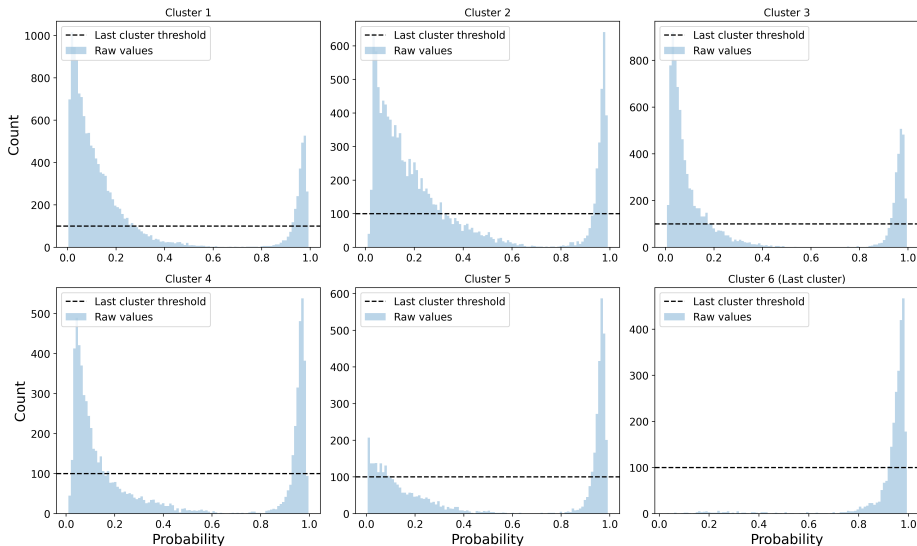 Cluster 1
Cluster 2
Cluster 3
Last cluster threshold
Raw values
Last cluster threshold
Raw values
Last cluster threshold
Raw values
Count
1000
800
600
400
200
0
600
500
400
300
200
100
0
800
600
400
200
0
0.0 0.2 0.4 0.6 0.8 1.0
0.0 0.2 0.4 0.6 0.8 1.0
0.0 0.2 0.4 0.6 0.8 1.0
Cluster 4
Cluster 5
Cluster 6 (Last cluster)
Last cluster threshold
Raw values
Last cluster threshold
Raw values
Last cluster threshold
Raw values
Count
500
400
300
200
100
0
600
500
400
300
200
100
0
400
300
200
100
0
0.0 0.2 0.4 0.6 0.8 1.0
0.0 0.2 0.4 0.6 0.8 1.0
0.0 0.2 0.4 0.6 0.8 1.0
Probability
Probability
Probability